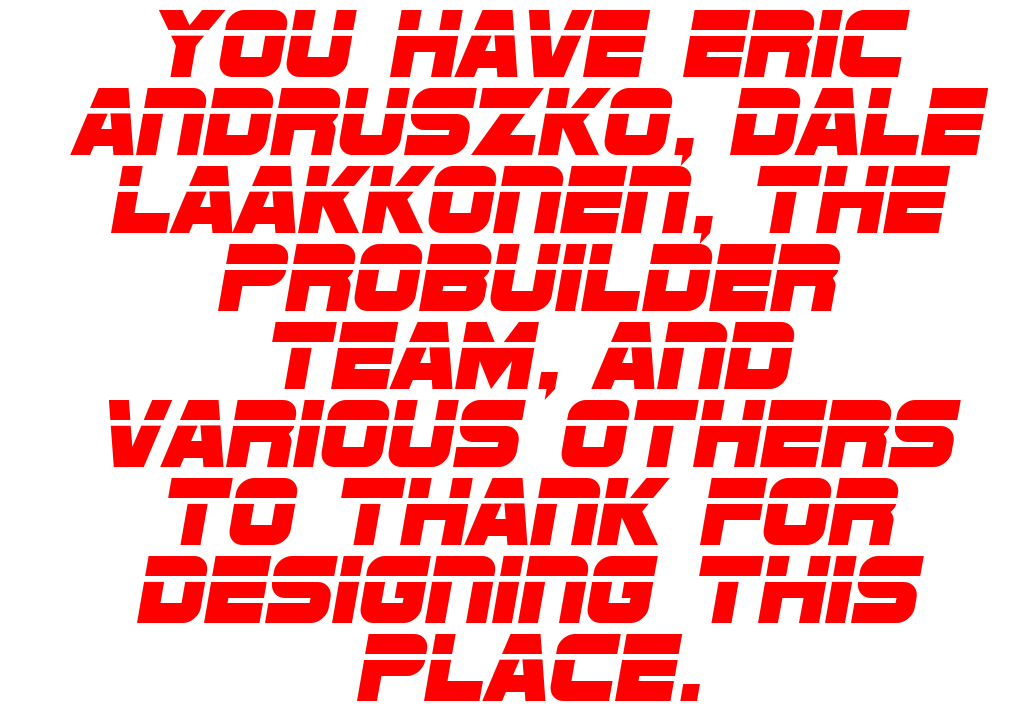 YOU HAVE ERIC
ANDRUSZKO, DALE
LAAKKONEN, THE
PROBUILDER
TEAM, AND
VARIOUS OTHERS
TO THANK FOR
DESIGNING THIS
PLACE.